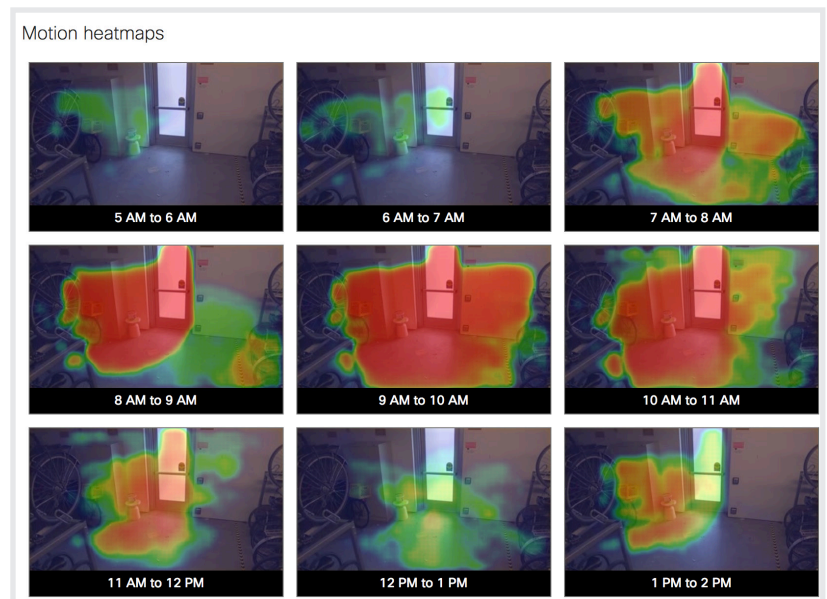 Motion heatmaps
5 AM to 6 AM
6 AM to 7 AM
7 AM to 8 AM
8 AM to 9 AM
9 AM to 10 AM
10 AM to 11 AM
11 AM to 12 PM
12 PM to 1 PM
1 PM to 2 PM